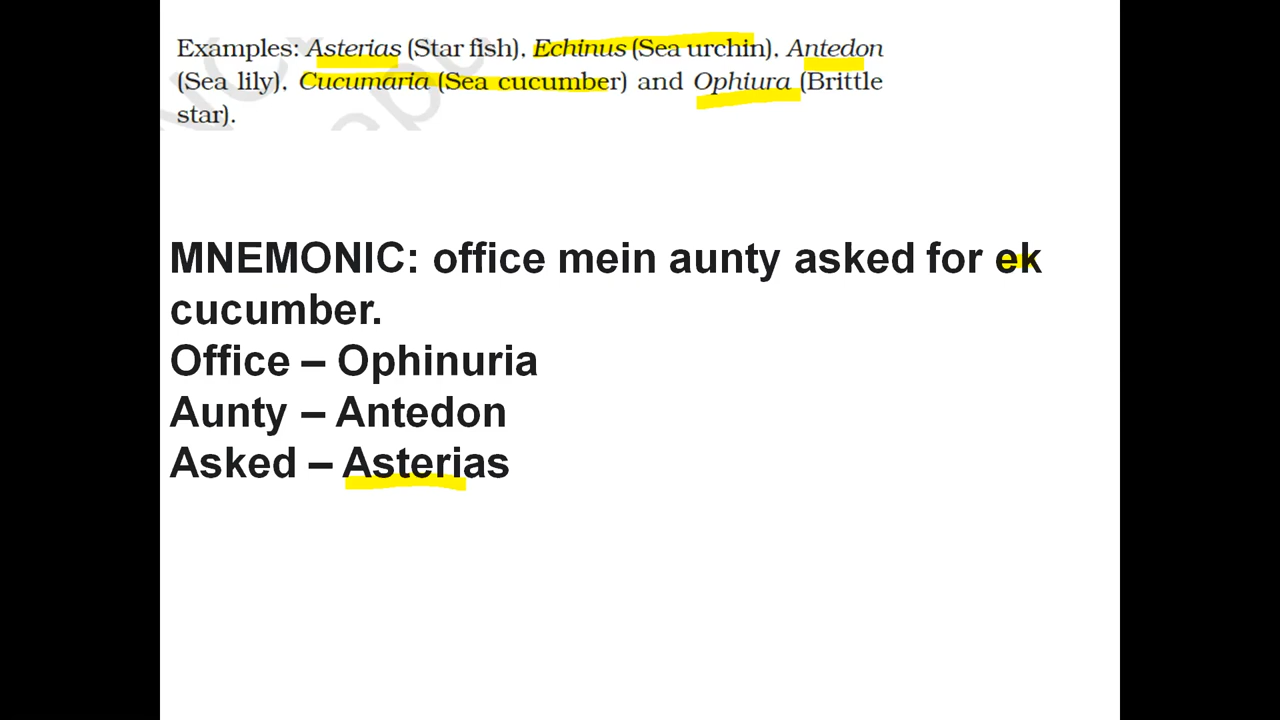 Examples: Asterias (Star fish), Echinus (Sea urchin), Antedon
(Sea lily), Cucumaria (Sea cucumber) and Ophiura (Brittle
star).
MNEMONIC: office mein aunty asked for ek
cucumber.
Office – Ophinuria
Aunty – Antedon
Asked – Asterias